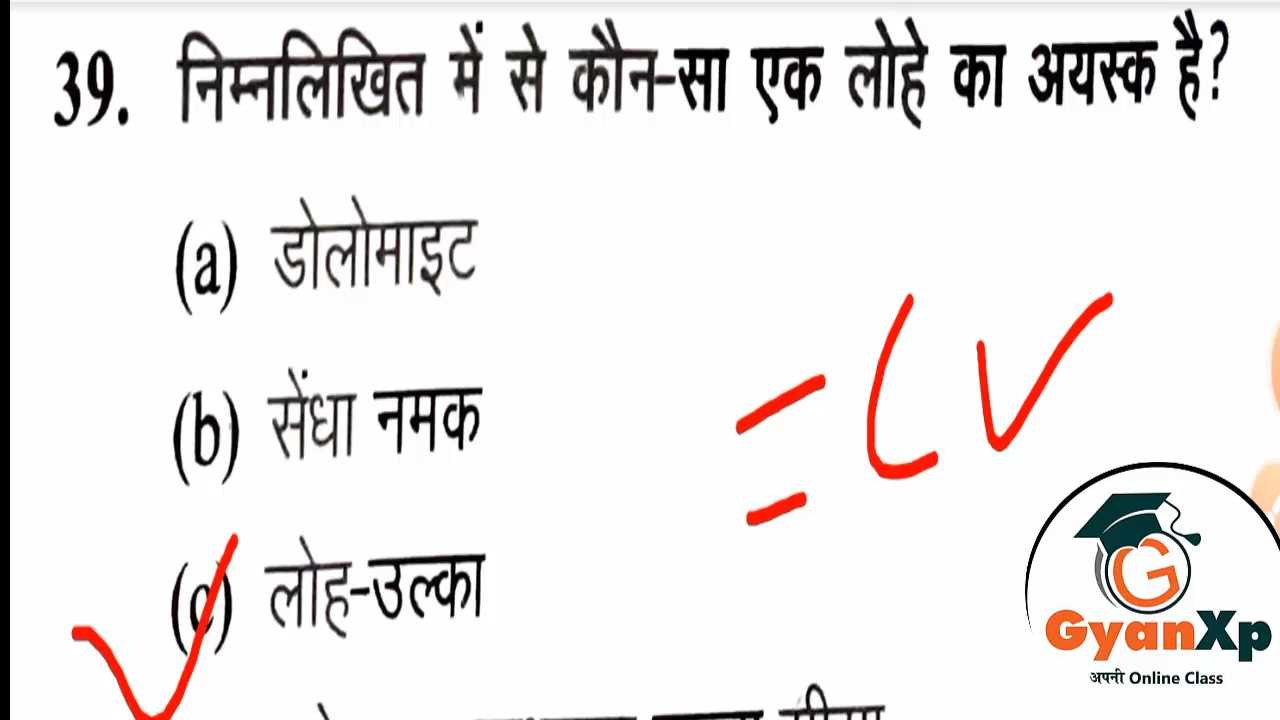 39. निम्नलिखित में से कौन-सा एक लोहे का अयस्क है?
(a) डोलोमाइट
(b) सेंधा नमक
(c) लोह-उल्का
= C ✓
G
GyanXp
अपनी Online Class